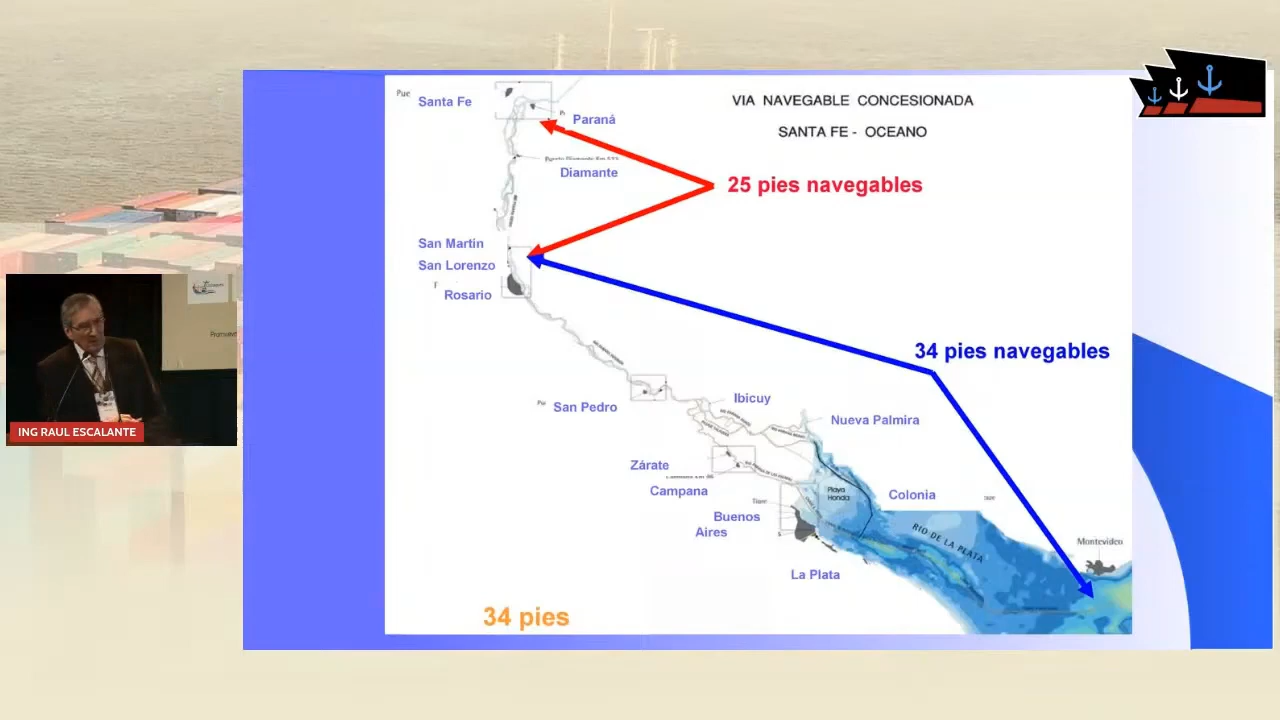 VIA NAVEGABLE CONCESIONADA
SANTA FE - OCEANO
Santa Fe
Paraná
Diamante
25 pies navegables
San Martin
San Lorenzo
Rosario
34 pies navegables
San Pedro
Ibicuy
Nueva Palmira
Zárate
Campana
Playa
Honda
Colonia
Buenos
Aires
RIO DE LA PLATA
Montevideo
La Plata
34 pies
ING RAUL ESCALANTE